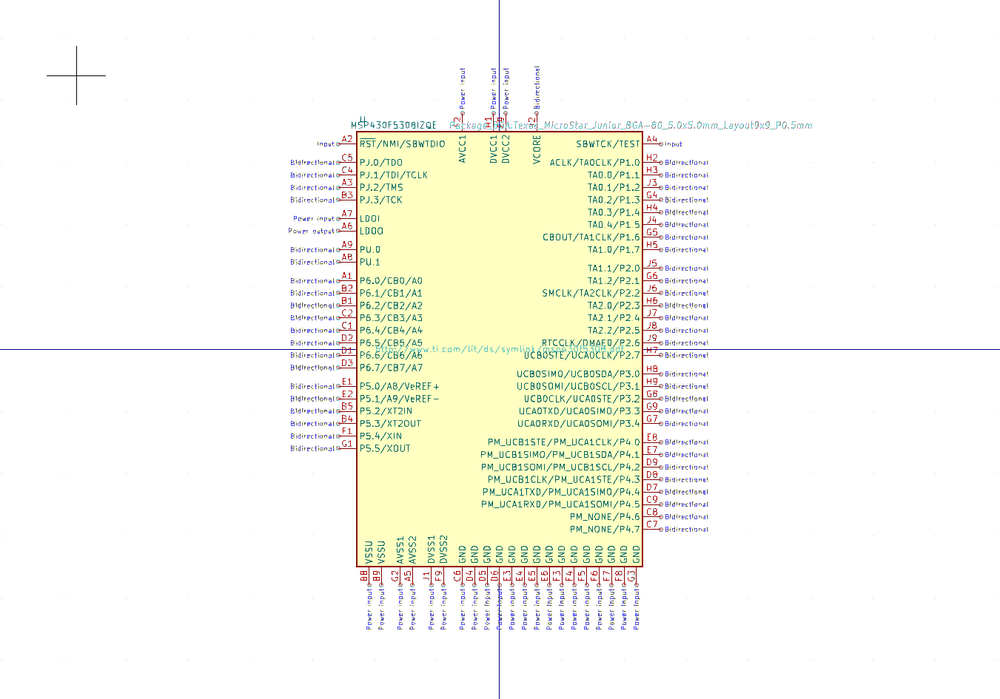 MSP430F5308IZQE
Package_BGA:Texas_MicroStar_Junior_BGA-80_5.0x5.0mm_Layout9x9_P0.5mm
Power input
Power input
Power input
Bidirectional
H1
AVCC1
DVCC1
DVCC2
VCORE
Input A2 RST/NMI/SBWTDIO
Bidirectional C5 PJ.0/TDO
Bidirectional C4 PJ.1/TDI/TCLK
Bidirectional A3 PJ.2/TMS
Bidirectional B3 PJ.3/TCK
Power input A7 LDOI
Power output A6 LDOO
Bidirectional A9 PU.0
Bidirectional A8 PU.1
Bidirectional A1 P6.0/CB0/A0
Bidirectional B2 P6.1/CB1/A1
Bidirectional B1 P6.2/CB2/A2
Bidirectional C2 P6.3/CB3/A3
Bidirectional C1 P6.4/CB4/A4
Bidirectional D2 P6.5/CB5/A5
Bidirectional D1 P6.6/CB6/A6
Bidirectional D3 P6.7/CB7/A7
Bidirectional E1 P5.0/A8/VeREF+
Bidirectional E2 P5.1/A9/VeREF-
Bidirectional B5 P5.2/XT2IN
Bidirectional B4 P5.3/XT2OUT
Bidirectional F1 P5.4/XIN
Bidirectional G1 P5.5/XOUT
SBWTCK/TEST A4 Input
ACLK/TA0CLK/P1.0 H2 Bidirectional
TA0.0/P1.1 H3 Bidirectional
TA0.1/P1.2 J3 Bidirectional
TA0.2/P1.3 G4 Bidirectional
TA0.3/P1.4 H4 Bidirectional
TA0.4/P1.5 J4 Bidirectional
CBOUT/TA1CLK/P1.6 G5 Bidirectional
TA1.0/P1.7 H5 Bidirectional
TA1.1/P2.0 J5 Bidirectional
TA1.2/P2.1 G6 Bidirectional
SMCLK/TA2CLK/P2.2 J6 Bidirectional
TA2.0/P2.3 H6 Bidirectional
TA2.1/P2.4 J7 Bidirectional
TA2.2/P2.5 J8 Bidirectional
RTCCLK/DMAE0/P2.6 J9 Bidirectional
UCB0STE/UCA0CLK/P2.7 H7 Bidirectional
UCB0SIMO/UCB0SDA/P3.0 H8 Bidirectional
UCB0SOMI/UCB0SCL/P3.1 H9 Bidirectional
UCB0CLK/UCA0STE/P3.2 G8 Bidirectional
UCA0TXD/UCA0SIMO/P3.3 G9 Bidirectional
UCA0RXD/UCA0SOMI/P3.4 G7 Bidirectional
PM_UCB1STE/PM_UCA1CLK/P4.0 E8 Bidirectional
PM_UCB1SIMO/PM_UCB1SDA/P4.1 E7 Bidirectional
PM_UCB1SOMI/PM_UCB1SCL/P4.2 D9 Bidirectional
PM_UCB1CLK/PM_UCA1STE/P4.3 D8 Bidirectional
PM_UCA1TXD/PM_UCA1SIMO/P4.4 D7 Bidirectional
PM_UCA1RXD/PM_UCA1SOMI/P4.5 C9 Bidirectional
PM_NONE/P4.6 C8 Bidirectional
PM_NONE/P4.7 C7 Bidirectional
VSSU B8 Power input
VSSU B9 Power input
AVSS1 G2 Power input
AVSS2 A5 Power input
DVSS1 J1 Power input
DVSS2 F9 Power input
GND C6 Power input
GND D4 Power input
GND D5 Power input
GND D6 Power input
GND E3 Power input
GND E4 Power input
GND E5 Power input
GND E6 Power input
GND F3 Power input
GND F4 Power input
GND F5 Power input
GND F6 Power input
GND F7 Power input
GND F8 Power input
GND G3 Power input